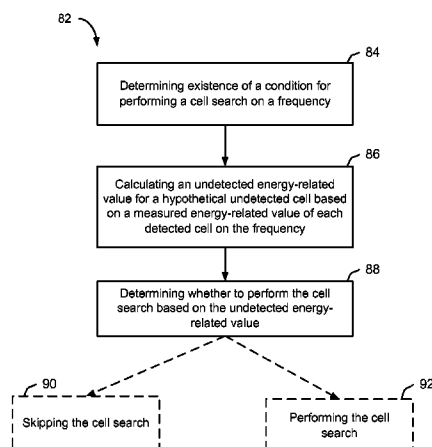 82
84
Determining existence of a condition for
performing a cell search on a frequency
86
Calculating an undetected energy-related
value for a hypothetical undetected cell based
on a measured energy-related value of each
detected cell on the frequency
88
Determining whether to perform the cell
search based on the undetected energy-
related value
90
Skipping the cell search
92
Performing the cell
search